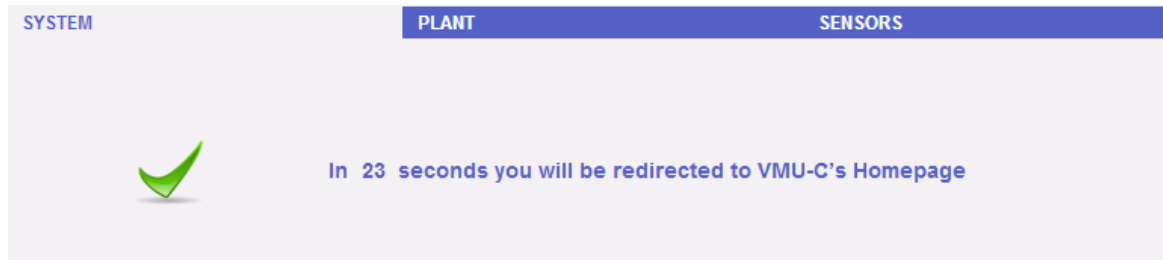 SYSTEM PLANT SENSORS
In 23 seconds you will be redirected to VMU-C's Homepage